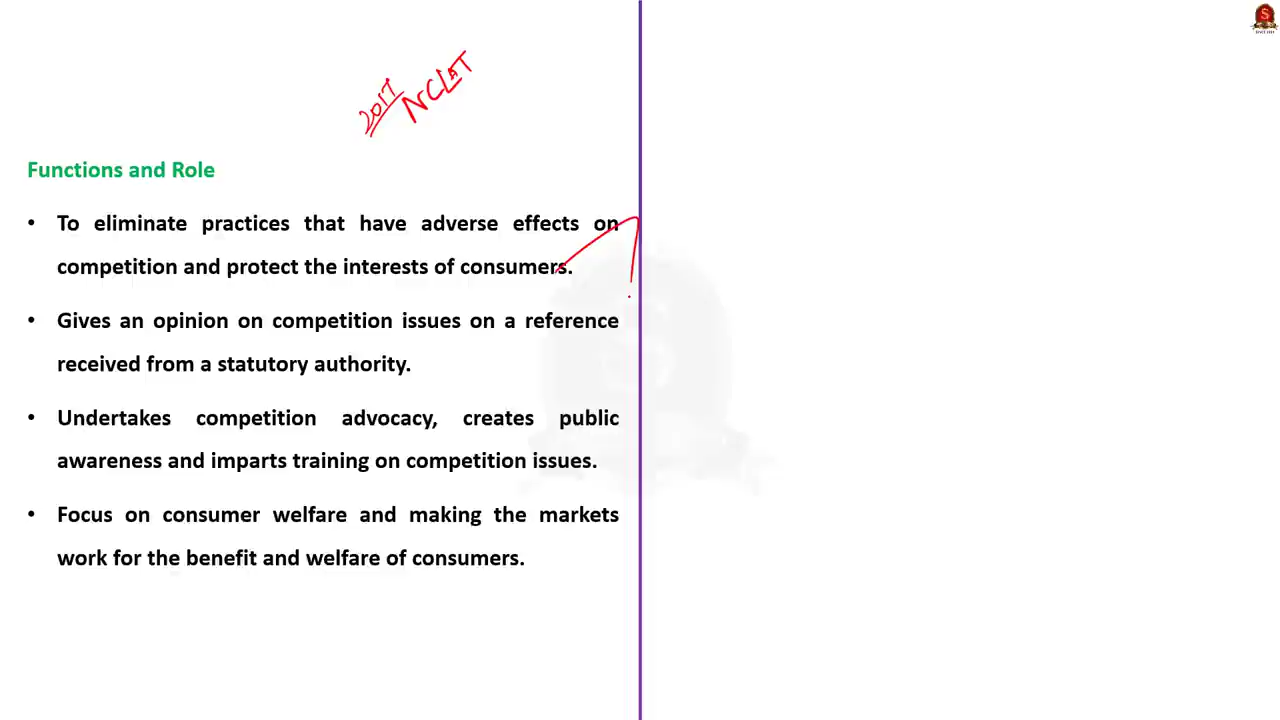 2017 NCLAT
Functions and Role
• To eliminate practices that have adverse effects on
competition and protect the interests of consumers.
• Gives an opinion on competition issues on a reference
received from a statutory authority.
• Undertakes competition advocacy, creates public
awareness and imparts training on competition issues.
• Focus on consumer welfare and making the markets
work for the benefit and welfare of consumers.